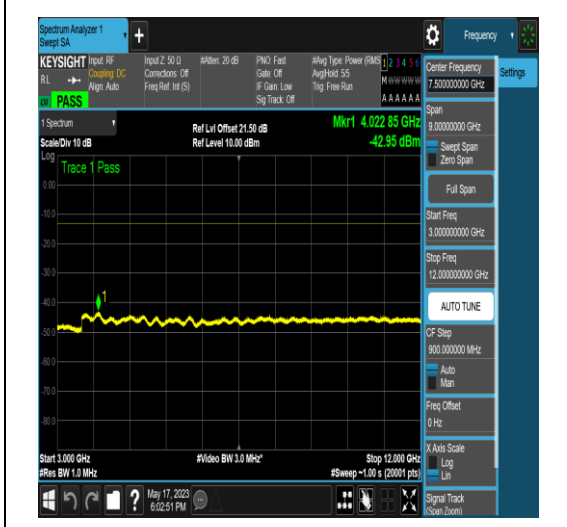 Spectrum Analyzer 1
Swept SA
Frequency
KEYSIGHT
RL
Input: RF
Coupling: DC
Align: Auto
Input Z: 50 Ω
Corrections: Off
Freq Ref: Int (S)
#Atten: 20 dB
PNO: Fast
Gate: Off
IF Gain: Low
Sig Track: Off
#Avg Type: Power (RMS
Avg|Hold: 5/5
Trig: Free Run
1 2 3 4 5 6
M W W W W W
A A A A A A
PASS
1 Spectrum
Scale/Div 10 dB
Log
Ref Lvl Offset 21.50 dB
Ref Level 10.00 dBm
Mkr1 4.022 85 GHz
-42.95 dBm
Trace 1 Pass
0.00
-10.0
-20.0
-30.0
-40.0
-50.0
-60.0
-70.0
-80.0
1
Start 3.000 GHz
#Res BW 1.0 MHz
#Video BW 3.0 MHz*
Stop 12.000 GHz
#Sweep ~1.00 s (20001 pts)
May 17, 2023
6:02:51 PM
Center Frequency
7.500000000 GHz
Settings
Span
9.00000000 GHz
Swept Span
Zero Span
Full Span
Start Freq
3.000000000 GHz
Stop Freq
12.000000000 GHz
AUTO TUNE
CF Step
900.000000 MHz
Auto
Man
Freq Offset
0 Hz
X Axis Scale
Log
Lin
Signal Track
(Span Zoom)